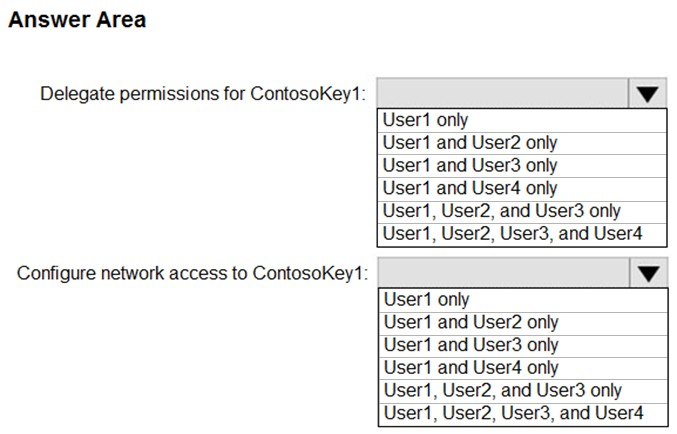 Answer Area
Delegate permissions for ContosoKey1:
User1 only
User1 and User2 only
User1 and User3 only
User1 and User4 only
User1, User2, and User3 only
User1, User2, User3, and User4
Configure network access to ContosoKey1:
User1 only
User1 and User2 only
User1 and User3 only
User1 and User4 only
User1, User2, and User3 only
User1, User2, User3, and User4